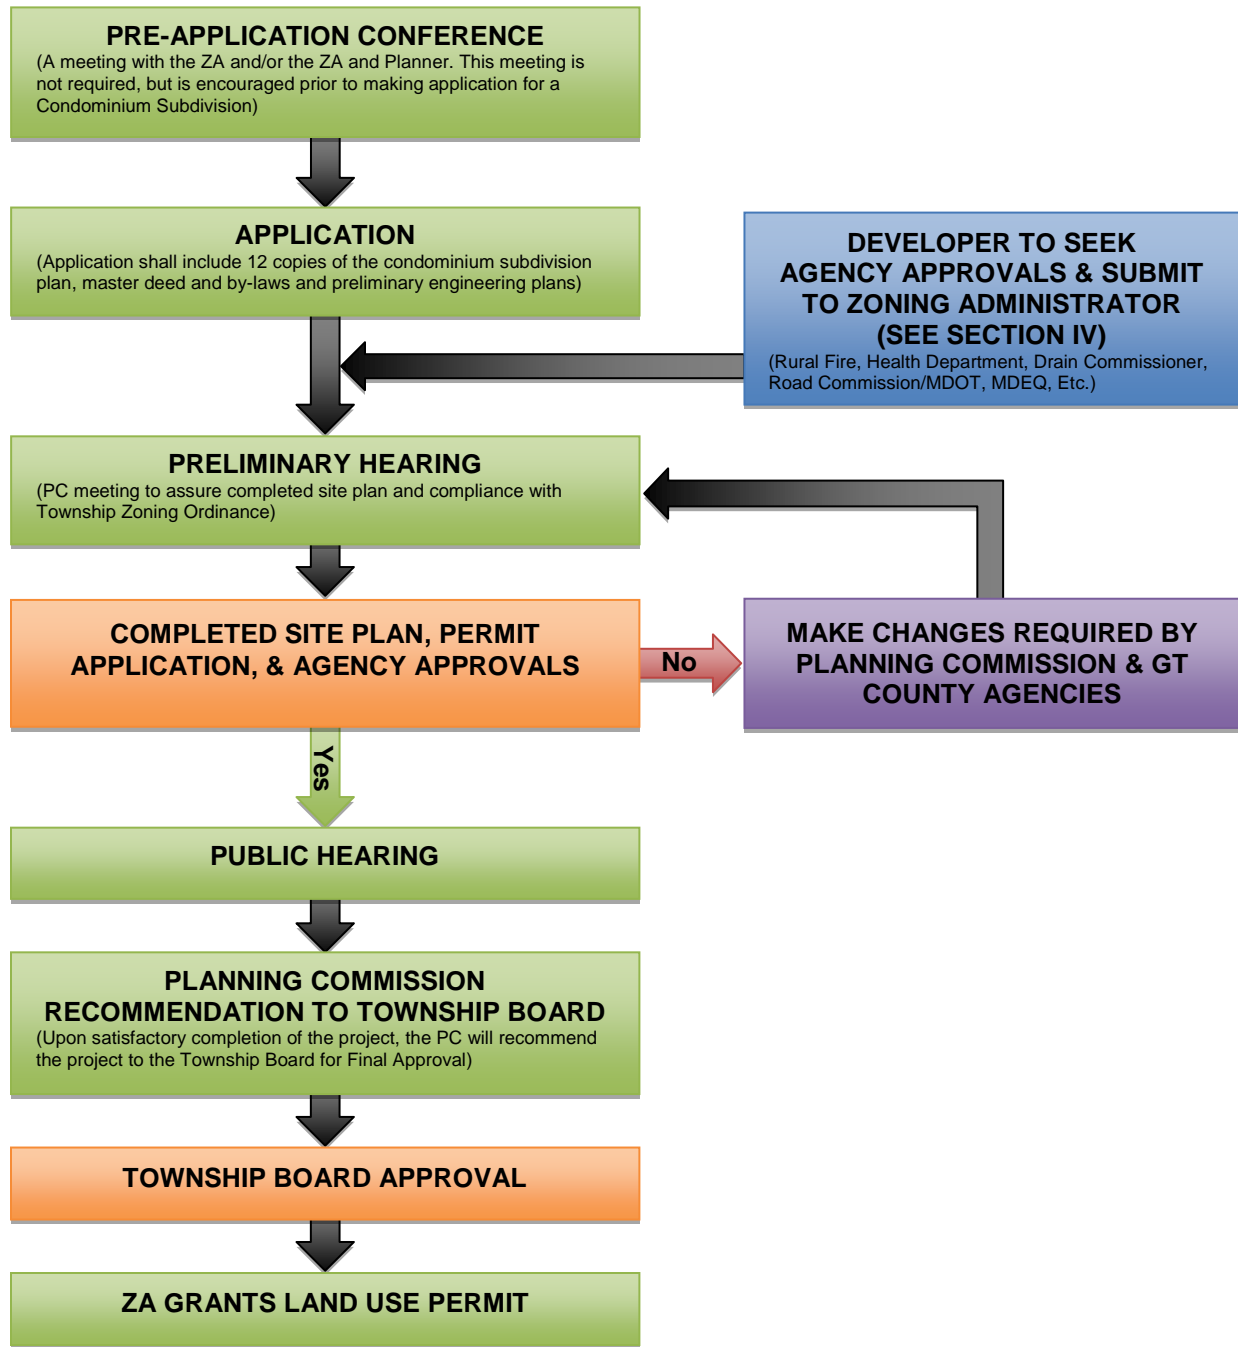 PRE-APPLICATION CONFERENCE
(A meeting with the ZA and/or the ZA and Planner. This meeting is
not required, but is encouraged prior to making application for a
Condominium Subdivision)
APPLICATION
(Application shall include 12 copies of the condominium subdivision
plan, master deed and by-laws and preliminary engineering plans)
DEVELOPER TO SEEK
AGENCY APPROVALS & SUBMIT
TO ZONING ADMINISTRATOR
(SEE SECTION IV)
(Rural Fire, Health Department, Drain Commissioner,
Road Commission/MDOT, MDEQ, Etc.)
PRELIMINARY HEARING
(PC meeting to assure completed site plan and compliance with
Township Zoning Ordinance)
COMPLETED SITE PLAN, PERMIT
APPLICATION, & AGENCY APPROVALS
No
MAKE CHANGES REQUIRED BY
PLANNING COMMISSION & GT
COUNTY AGENCIES
Yes
PUBLIC HEARING
PLANNING COMMISSION
RECOMMENDATION TO TOWNSHIP BOARD
(Upon satisfactory completion of the project, the PC will recommend
the project to the Township Board for Final Approval)
TOWNSHIP BOARD APPROVAL
ZA GRANTS LAND USE PERMIT